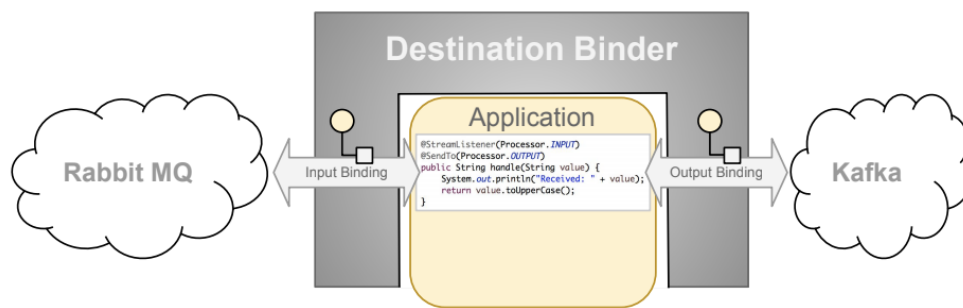 Destination Binder
Rabbit MQ
Input Binding
Application
@StreamListener(Processor.INPUT)
@SendTo(Processor.OUTPUT)
public String handle(String value) {
    System.out.println("Received: " + value);
    return value.toUpperCase();
}
Output Binding
Kafka